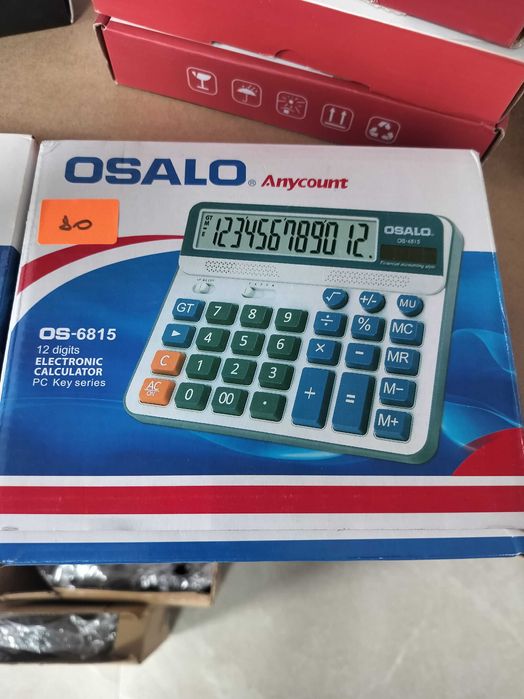 OSALO® Anycount
80
OS-6815
12 digits
ELECTRONIC
CALCULATOR
PC Key series
GT
M
123456789012
OSALO
OS-6815
GT 7 8 9 ÷ % MC
√ +/- MU
▶ 4 5 6 × - MR
C 1 2 3 + = M-
AC 0 00 . M+